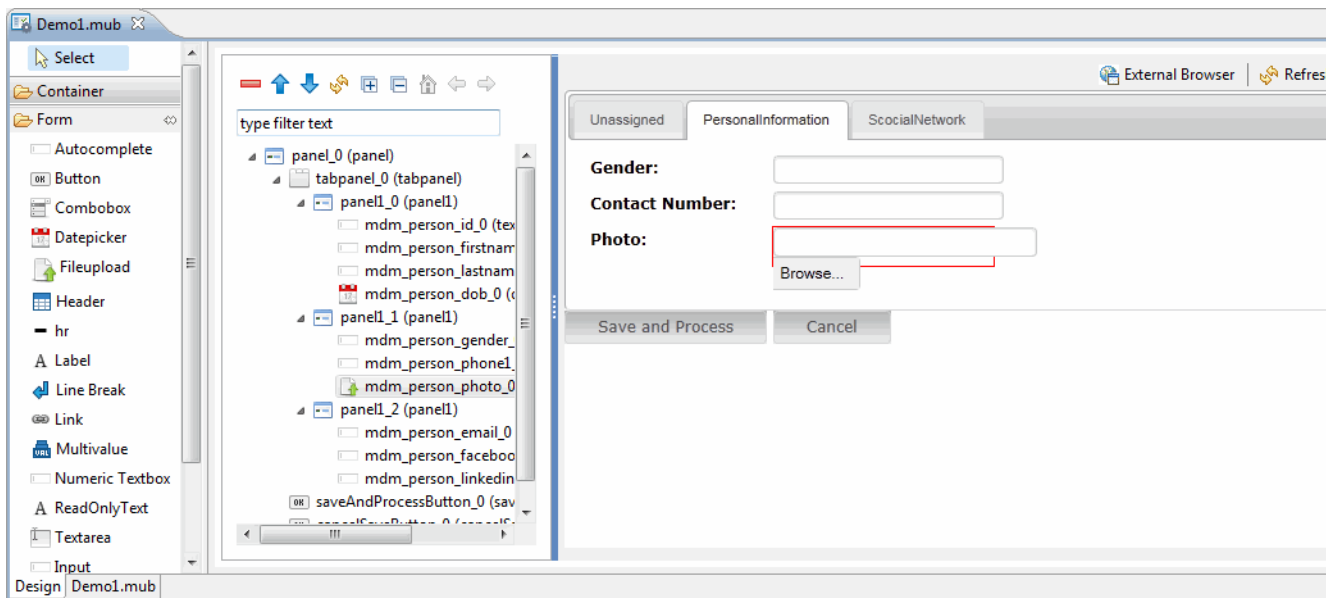 Demo1.mub
Select
Container
Form
Autocomplete
Button
Combobox
Datepicker
Fileupload
Header
hr
Label
Line Break
Link
Multivalue
Numeric Textbox
ReadOnlyText
Textarea
Input
type filter text
panel_0 (panel)
tabpanel_0 (tabpanel)
panel1_0 (panel1)
mdm_person_id_0 (tex
mdm_person_firstnam
mdm_person_lastnam
mdm_person_dob_0 (
panel1_1 (panel1)
mdm_person_gender_
mdm_person_phone1_
mdm_person_photo_0
panel1_2 (panel1)
mdm_person_email_0
mdm_person_faceboo
mdm_person_linkedin
saveAndProcessButton_0 (sav
External Browser
Refres
Unassigned PersonalInformation ScocialNetwork
Gender:
Contact Number:
Photo:
Browse...
Save and Process Cancel
Design Demo1.mub